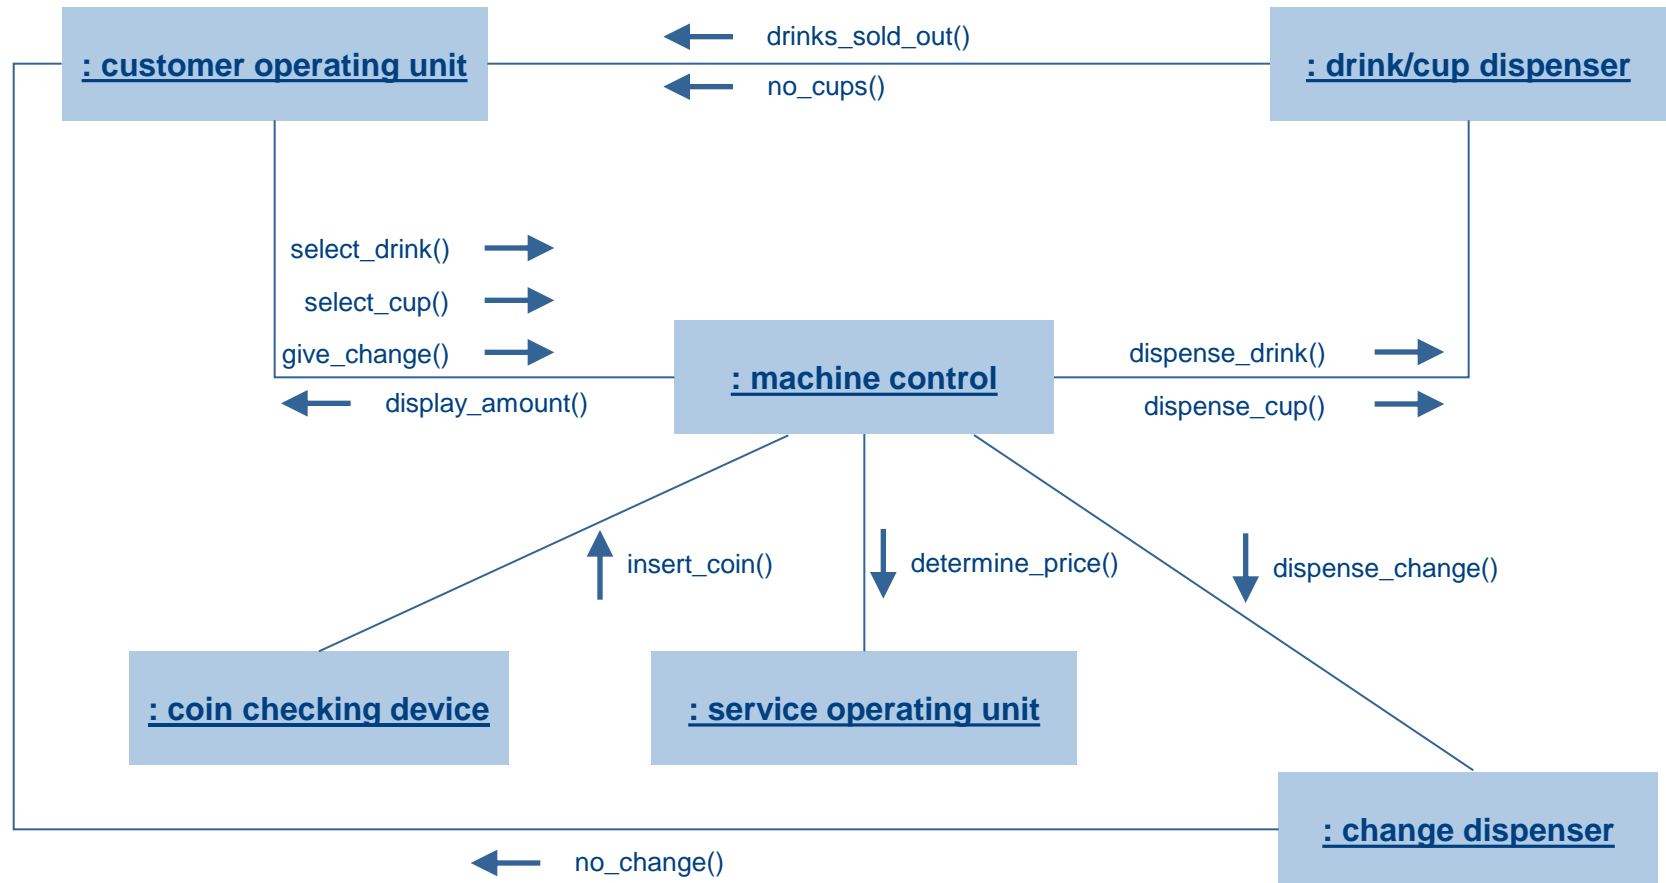 drinks_sold_out()
: customer operating unit
: drink/cup dispenser
no_cups()
select_drink()
select_cup()
give_change()
dispense_drink()
: machine control
display_amount()
dispense_cup()
insert_coin()
determine_price()
dispense_change()
: coin checking device
: service operating unit
: change dispenser
no_change()